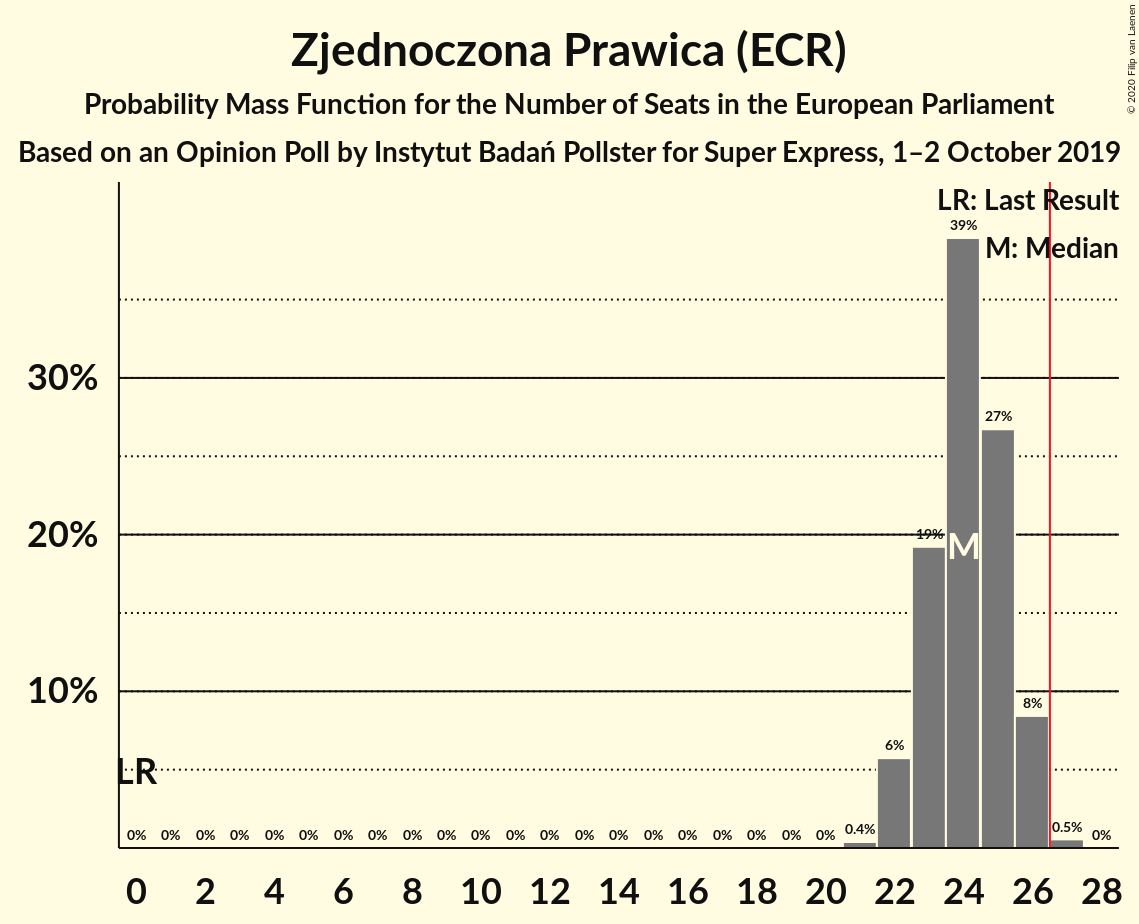 Zjednoczona Prawica (ECR)
Probability Mass Function for the Number of Seats in the European Parliament
Based on an Opinion Poll by Instytut Badań Pollster for Super Express, 1–2 October 2019
© 2020 Filip van Laenen
LR: Last Result
39%
M: Median
30%
27%
20%
19%
M
10%
8%
6%
LR
0% 0% 0% 0% 0% 0% 0% 0% 0% 0% 0% 0% 0% 0% 0% 0% 0% 0% 0% 0% 0% 0.4% 0.5% 0%
0 2 4 6 8 10 12 14 16 18 20 22 24 26 28